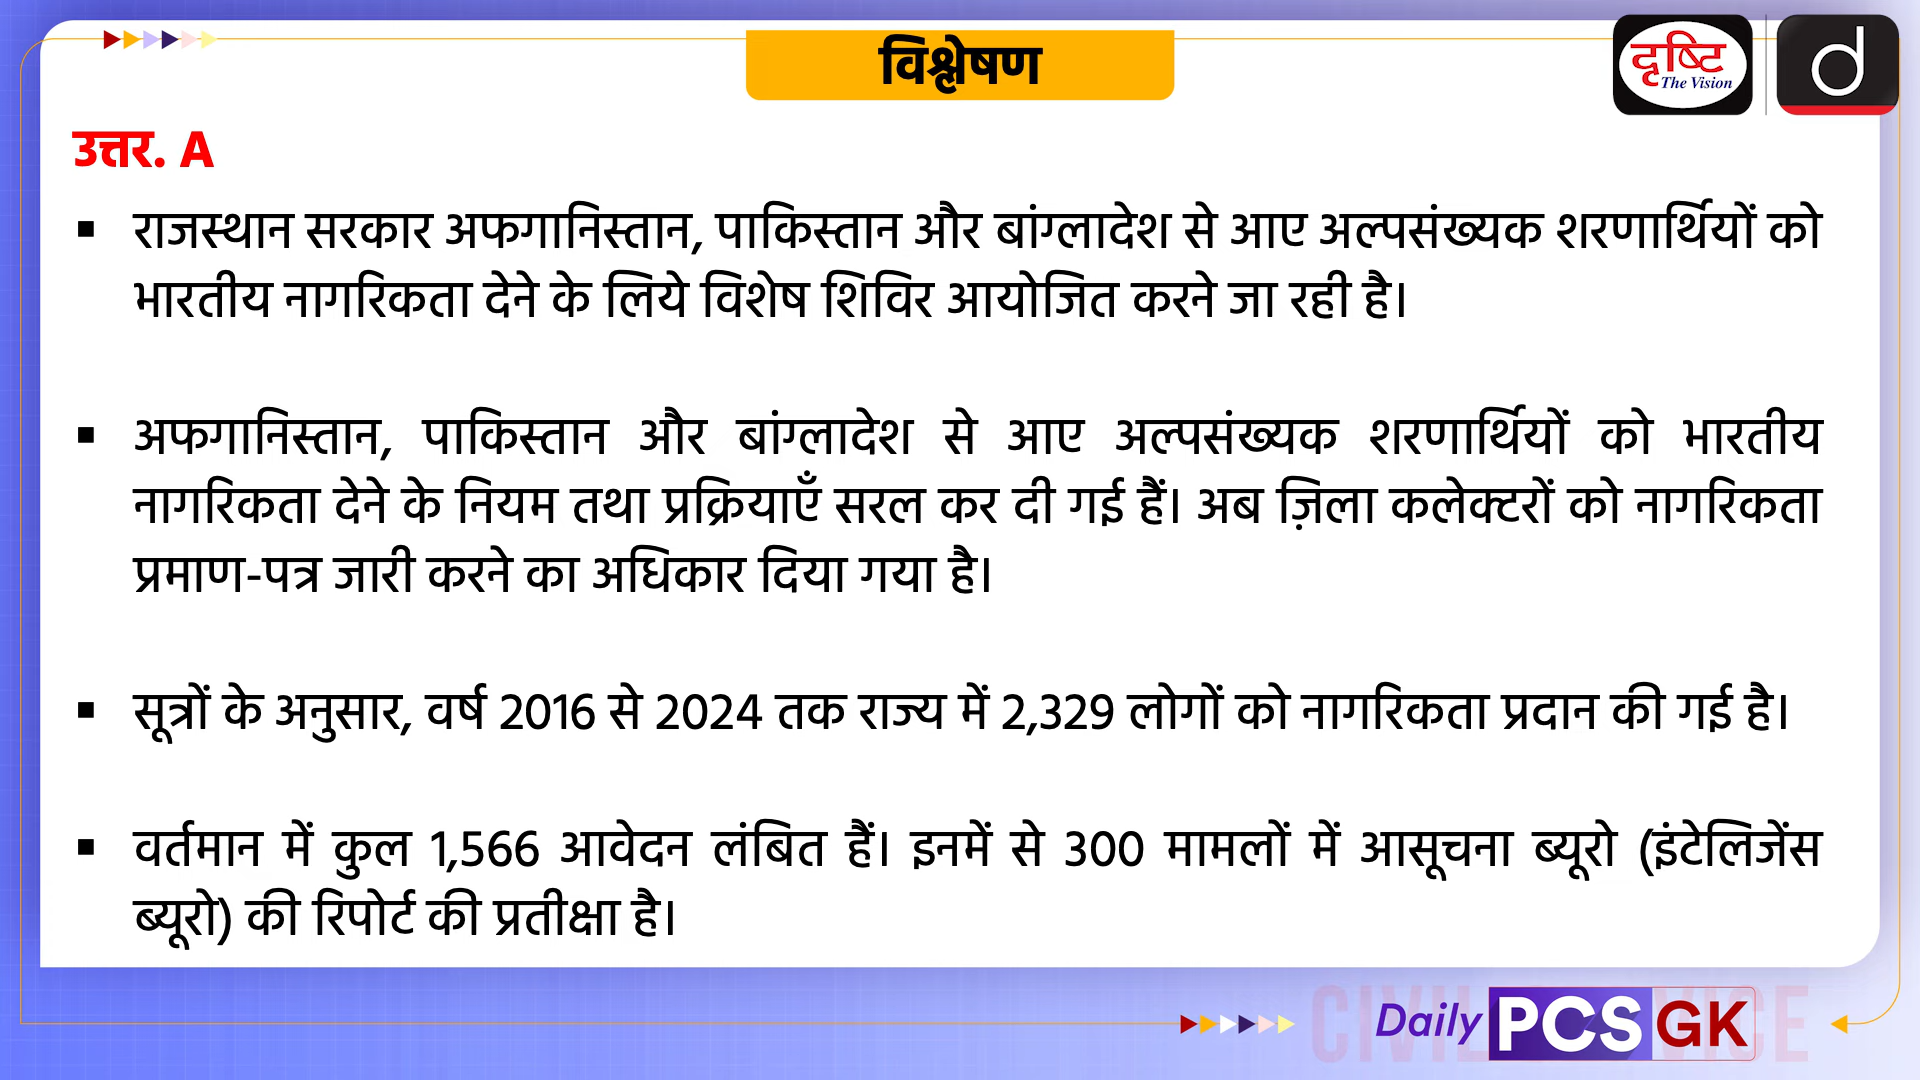 विश्लेषण
दृष्टि
The Vision
d
उत्तर. A
▪ राजस्थान सरकार अफगानिस्तान, पाकिस्तान और बांग्लादेश से आए अल्पसंख्यक शरणार्थियों को
भारतीय नागरिकता देने के लिये विशेष शिविर आयोजित करने जा रही है।
▪ अफगानिस्तान, पाकिस्तान और बांग्लादेश से आए अल्पसंख्यक शरणार्थियों को भारतीय
नागरिकता देने के नियम तथा प्रक्रियाएँ सरल कर दी गई हैं। अब ज़िला कलेक्टरों को नागरिकता
प्रमाण-पत्र जारी करने का अधिकार दिया गया है।
▪ सूत्रों के अनुसार, वर्ष 2016 से 2024 तक राज्य में 2,329 लोगों को नागरिकता प्रदान की गई है।
▪ वर्तमान में कुल 1,566 आवेदन लंबित हैं। इनमें से 300 मामलों में आसूचना ब्यूरो (इंटेलिजेंस
ब्यूरो) की रिपोर्ट की प्रतीक्षा है।
Daily PCS GK